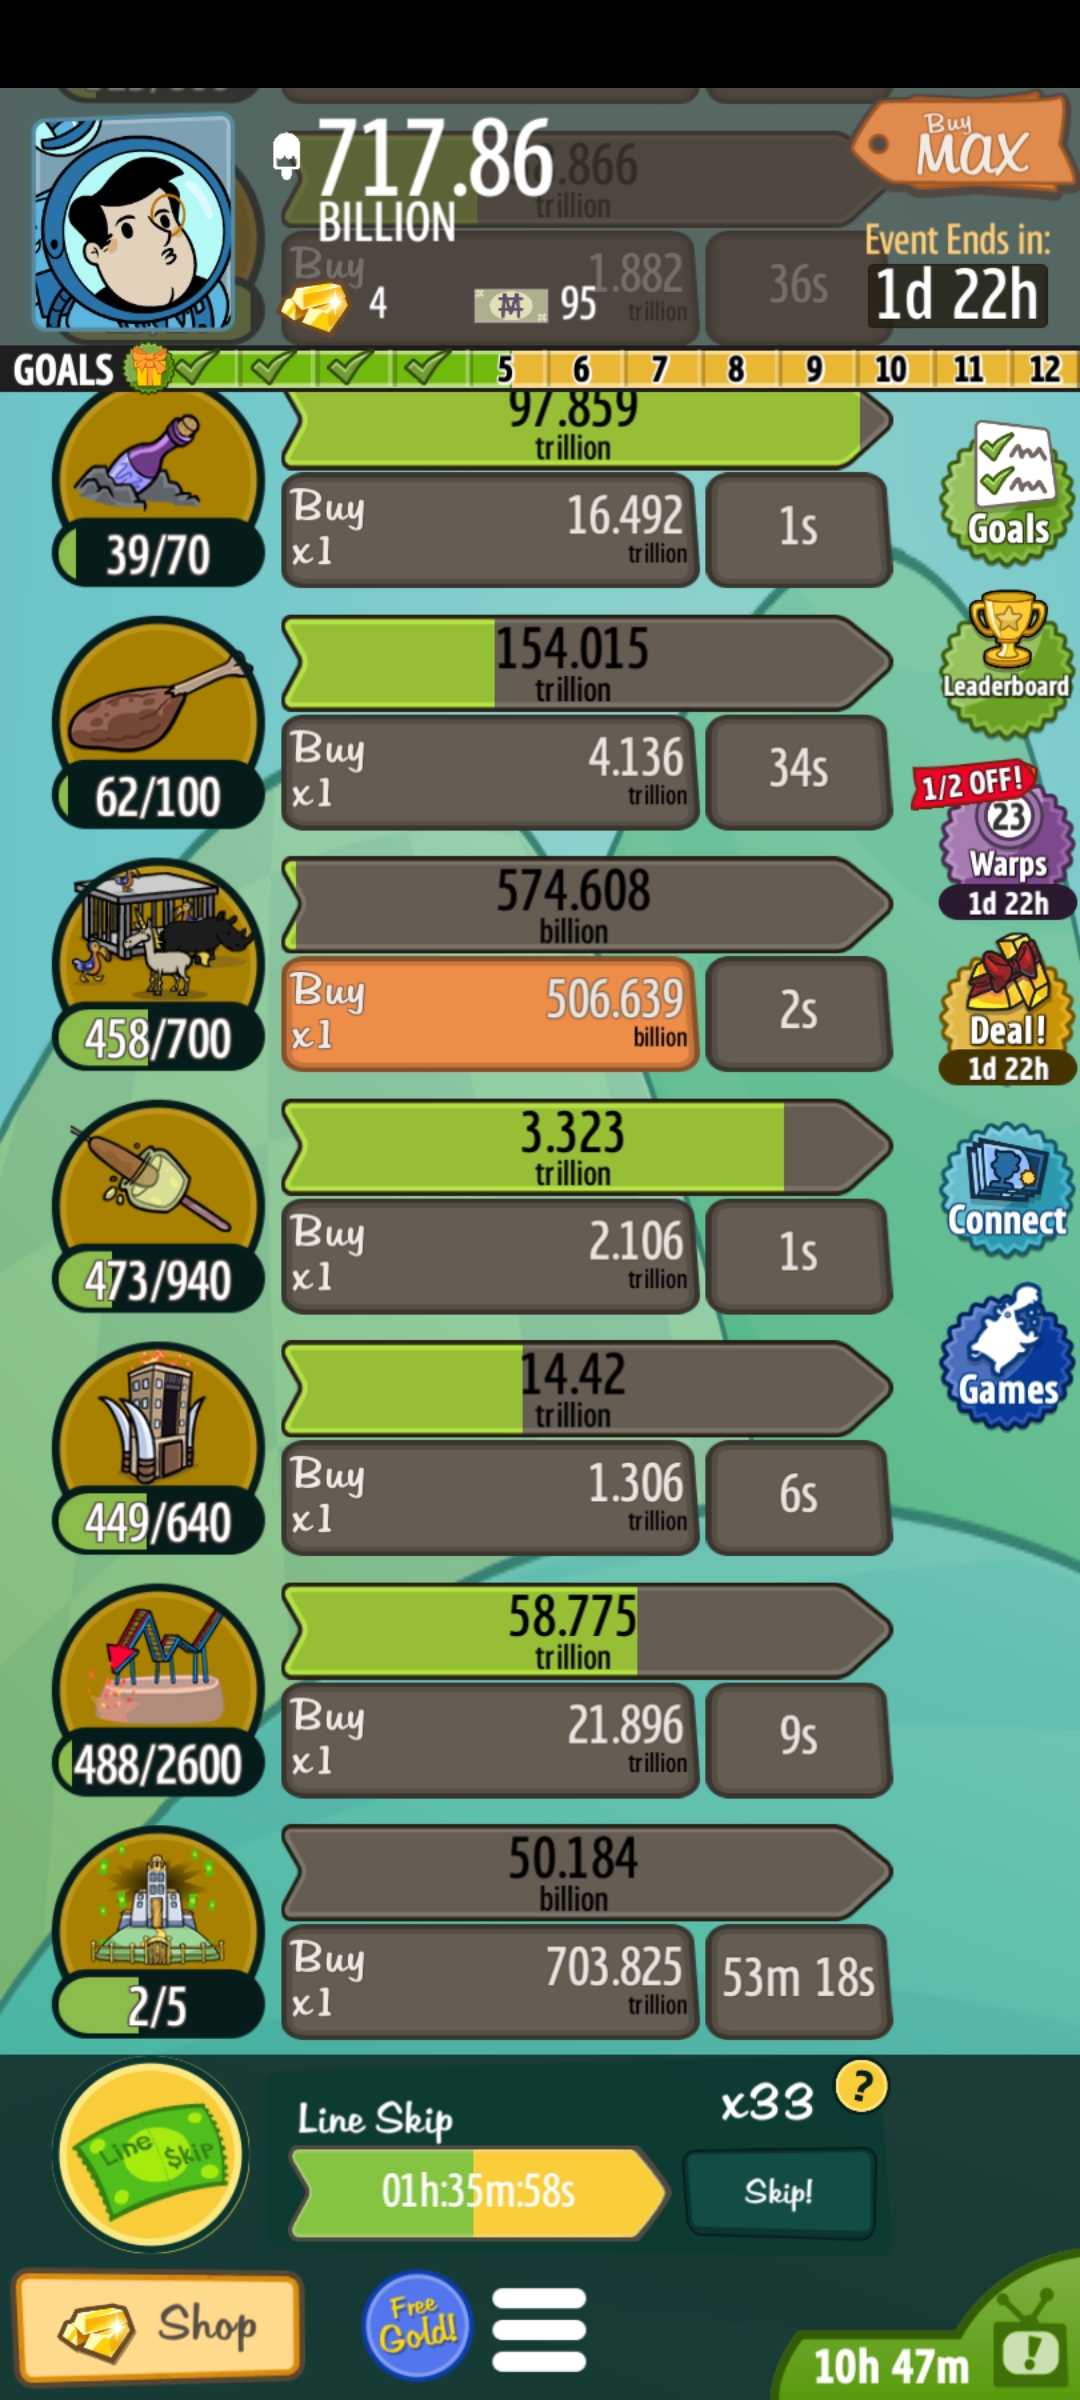 717.86
BILLION
Buy
MAX
.866
trillion
Buy
1.882
trillion
36s
Event Ends in:
1d 22h
4
95
GOALS
5
6
7
8
9
10
11
12
97.859
trillion
Buy
x1
16.492
trillion
1s
39/70
Goals
154.015
trillion
Buy
x1
4.136
trillion
34s
62/100
Leaderboard
1/2 OFF!
23
Warps
1d 22h
574.608
billion
Buy
x1
506.639
billion
2s
458/700
Deal!
1d 22h
3.323
trillion
Buy
x1
2.106
trillion
1s
473/940
Connect
14.42
trillion
Buy
x1
1.306
trillion
6s
449/640
Games
58.775
trillion
Buy
x1
21.896
trillion
9s
488/2600
50.184
billion
Buy
x1
703.825
trillion
53m 18s
2/5
Line $kip
Line Skip
x33
?
01h:35m:58s
Skip!
Shop
Free
Gold!
10h 47m
!